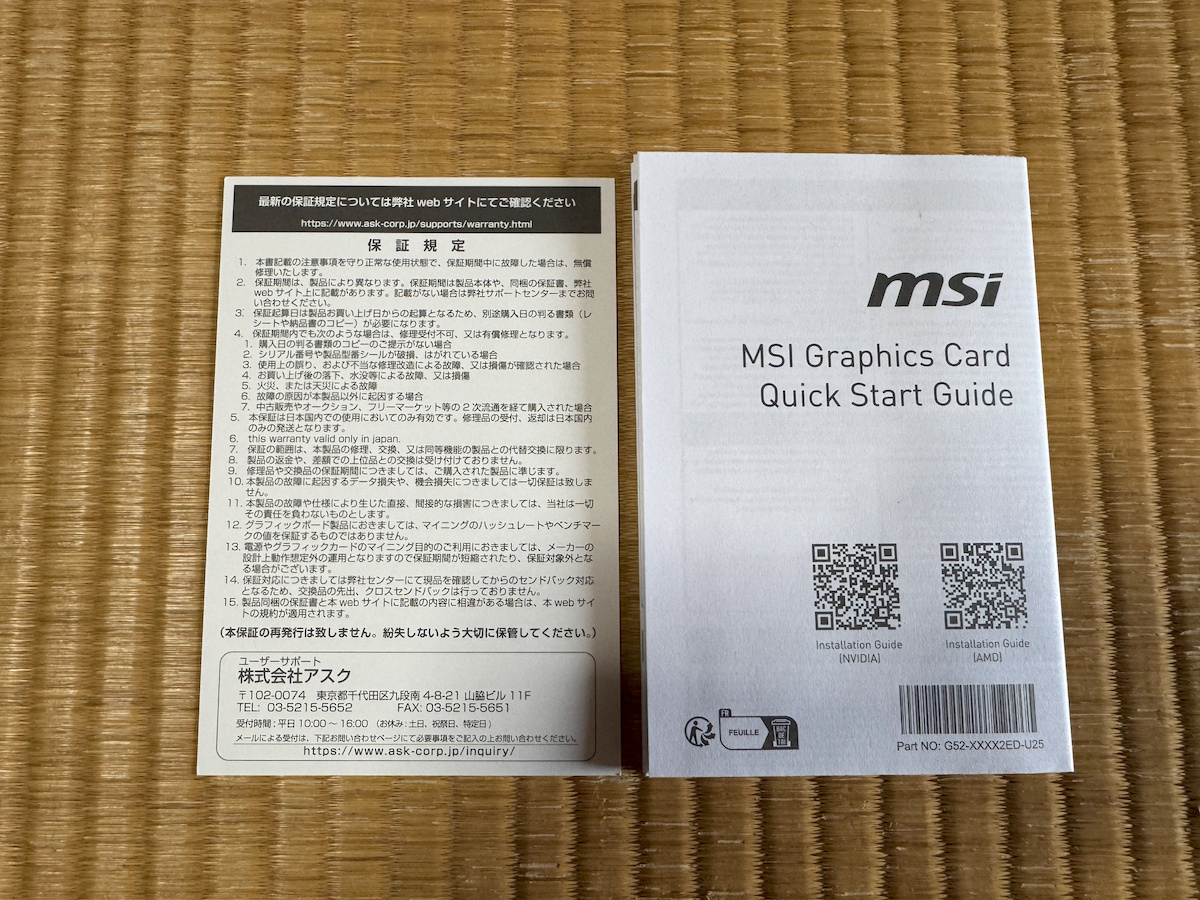 最新の保証規定については弊社 web サイトにてご確認ください
https://www.ask-corp.jp/supports/warranty.html
保 証 規 定
1. 本書記載の注意事項を守り正常な使用状態で、保証期間中に故障した場合は、無償
修理いたします。
2. 保証期間は、製品により異なります。保証期間は製品本体や、同梱の保証書、弊社
web サイト上に記載があります。記載がない場合は弊社サポートセンターまでお問
い合わせください。
3. 保証起算日は製品お買い上げ日からの起算となるため、別途購入日の判る書類（レ
シートや納品書のコピー）が必要になります。
4. 保証期間内でも次のような場合は、修理受付不可、又は有償修理となります。
1. 購入日の判る書類のコピーのご提示がない場合
2. シリアル番号や製品型番シールが破損、はがれている場合
3. 使用上の誤り、および不当な修理改造による故障、又は損傷が確認された場合
4. お買い上げ後の落下、水没等による故障、又は損傷
5. 火災、または天災による故障
6. 故障の原因が本製品以外に起因する場合
7. 中古販売やオークション、フリーマーケット等の 2 次流通を経て購入された場合
5. 本保証は日本国内での使用においてのみ有効です。修理品の受付、返却は日本国内
のみの発送となります。
6. this warranty valid only in japan.
7. 保証の範囲は、本製品の修理、交換、又は同等機能の製品との代替交換に限ります。
8. 製品の返金や、差額での上位品との交換は受け付けておりません。
9. 修理品や交換品の保証期間につきましては、ご購入された製品に準じます。
10. 本製品の故障に起因するデータ損失や、機会損失につきましては一切保証は致しま
せん。
11. 本製品の故障や仕様により生じた直接、間接的な損害につきましては、当社は一切
その責任を負わないものとします。
12. グラフィックボード製品におきましては、マイニングのハッシュレートやベンチマー
クの値を保証するものではありません。
13. 電源やグラフィックカードのマイニング目的のご利用におきましては、メーカーの
設計上動作想定外の運用となりますので保証期間が短縮されたり、保証対象外とな
る場合がございます。
14. 保証対応につきましては弊社センターにて現品を確認してからのセンドバック対応
となるため、交換品の先出、クロスセンドバックは行っておりません。
15. 製品同梱の保証書と本 web サイトに記載の内容に相違がある場合は、本 web サイ
トの規約が適用されます。
（本保証の再発行は致しません。紛失しないよう大切に保管してください。）
ユーザーサポート
株式会社アスク
〒102-0074 東京都千代田区九段南 4-8-21 山脇ビル 11F
TEL: 03-5215-5652 FAX: 03-5215-5651
受付時間：平日 10:00 ～ 16:00 （お休み：土日、祝祭日、特定日）
メールによる受付は、下記お問い合わせページにて必要事項をご記入の上お問い合わせください。
https://www.ask-corp.jp/inquiry/
msi
MSI Graphics Card
Quick Start Guide
Installation Guide
(NVIDIA)
Installation Guide
(AMD)
FR
FEUILLE
BAC
DE TRI
Part NO: G52-XXXX2ED-U25